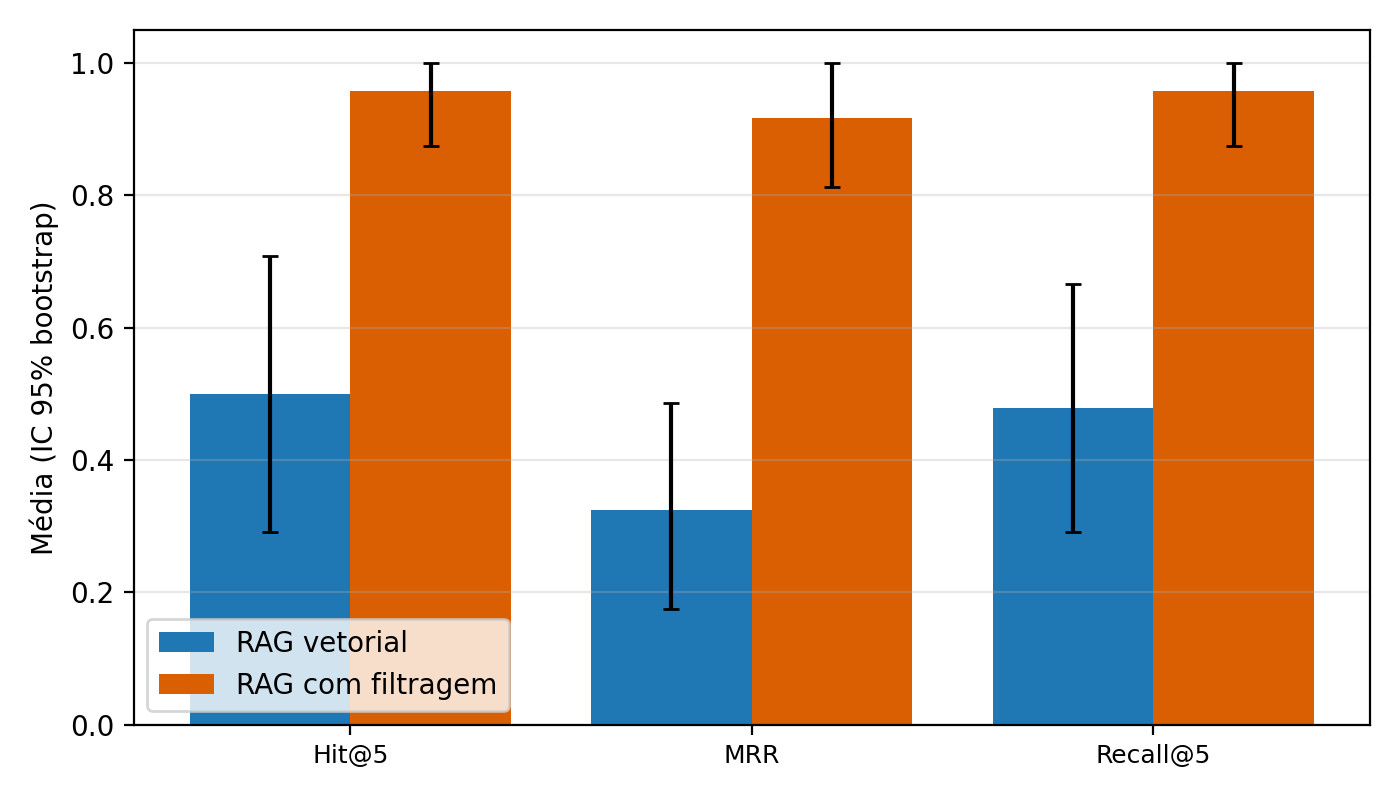 Média (IC 95% bootstrap)
1.0
0.8
0.6
0.4
0.2
0.0
RAG vetorial
RAG com filtragem
Hit@5
MRR
Recall@5